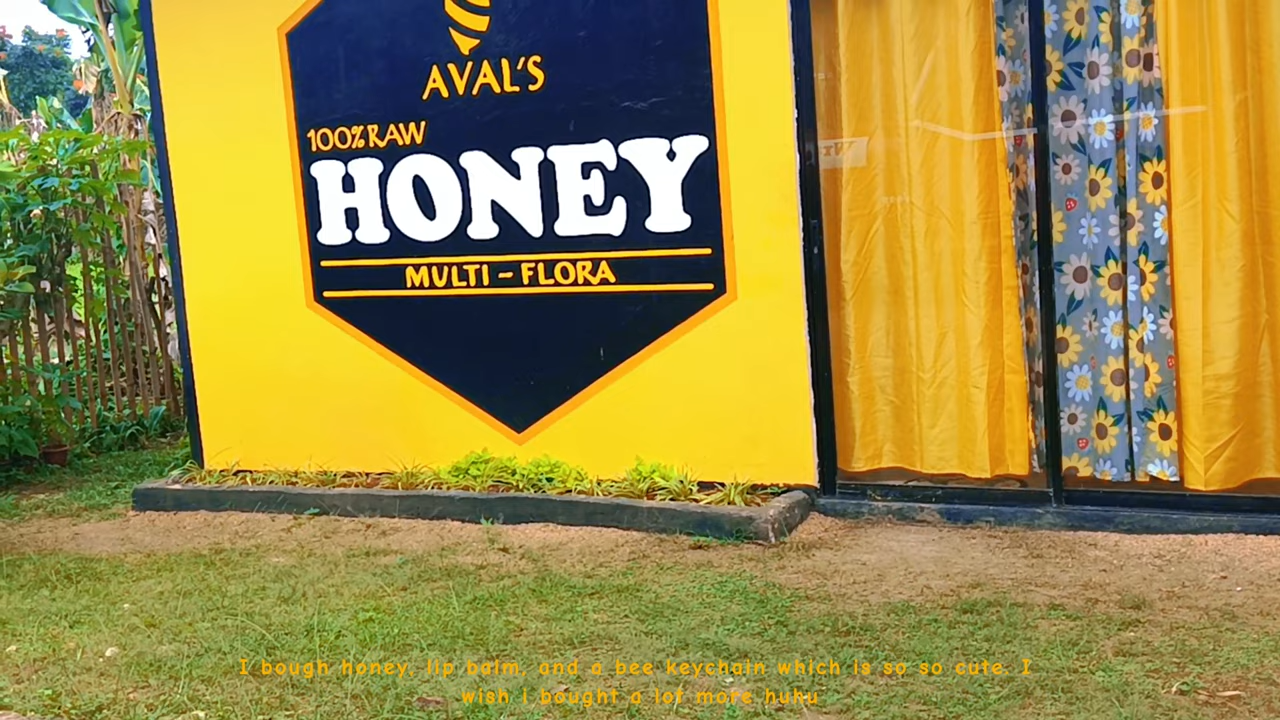 AVAL'S
100% RAW
HONEY
MULTI - FLORA
I bough honey, lip balm, and a bee keychain which is so so cute. I
wish i bought a lot more huhu